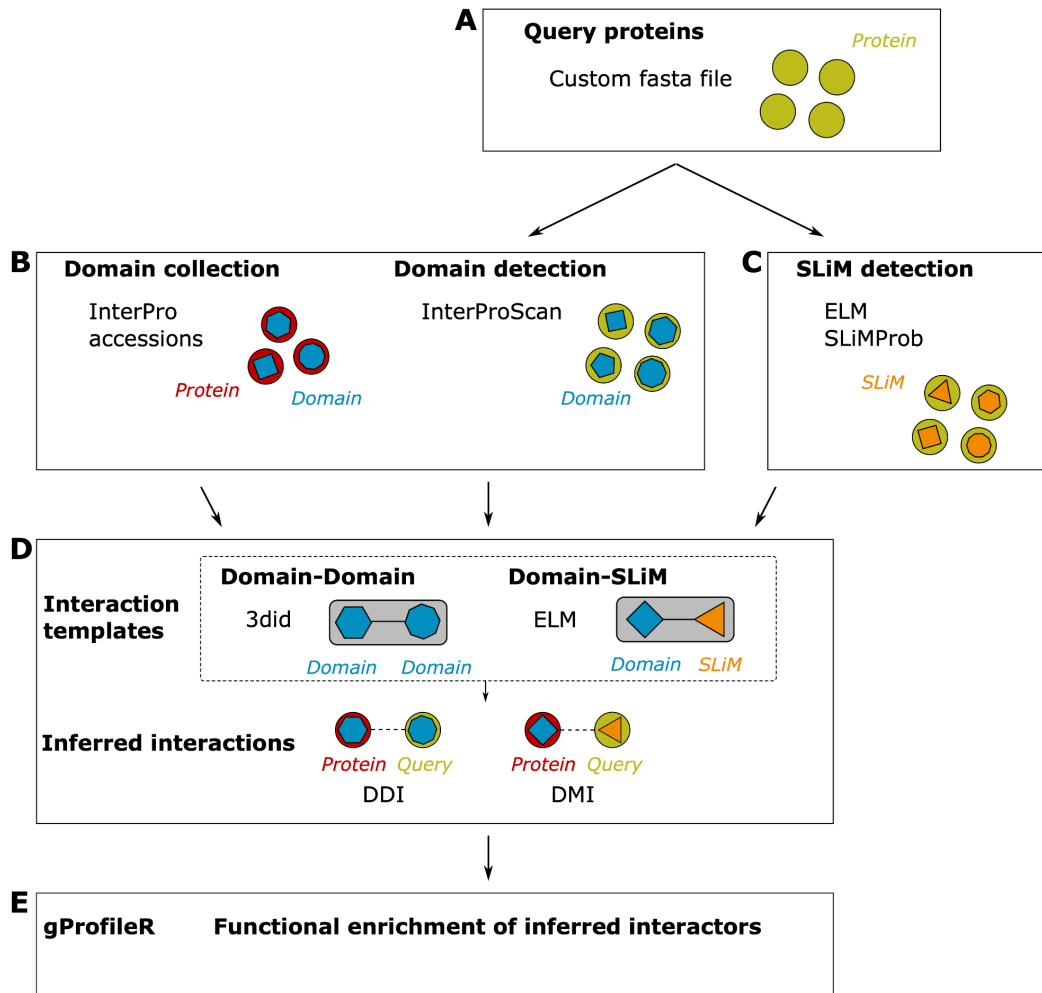 A
Query proteins
Protein
Custom fasta file
B
Domain collection
Domain detection
InterPro
accessions
InterProScan
Protein
Domain
Domain
C
SLiM detection
ELM
SLiMProb
SLiM
D
Interaction
templates
Domain-Domain
Domain-SLiM
3did
ELM
Domain
Domain
Domain
SLiM
Inferred interactions
Protein
Query
Protein
Query
DDI
DMI
E
gProfileR
Functional enrichment of inferred interactors